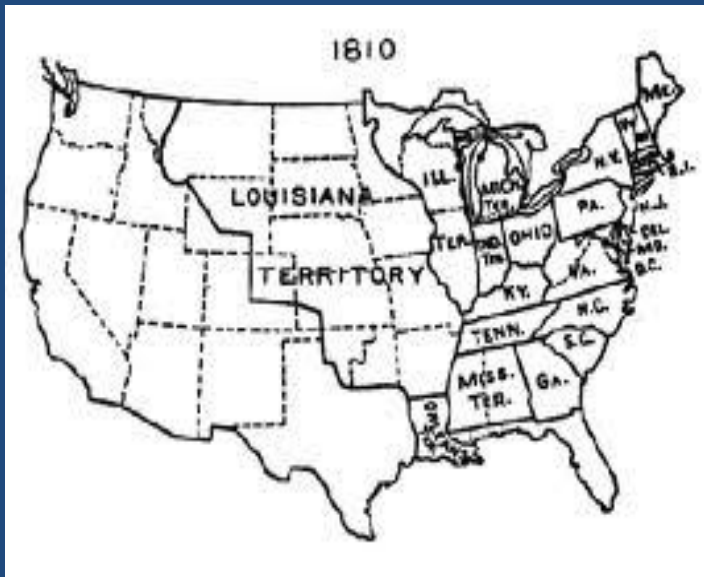 1810
ME.
N.Y.
R.I.
ILL.
MICH.
TER.
LOUISIANA
PA.
N.J.
DEL.
MD.
D.C.
TER.
IND.
TER.
OHIO
VA.
TERRITORY
KY.
N.C.
TENN.
S.C.
MISS.
TER.
GA.